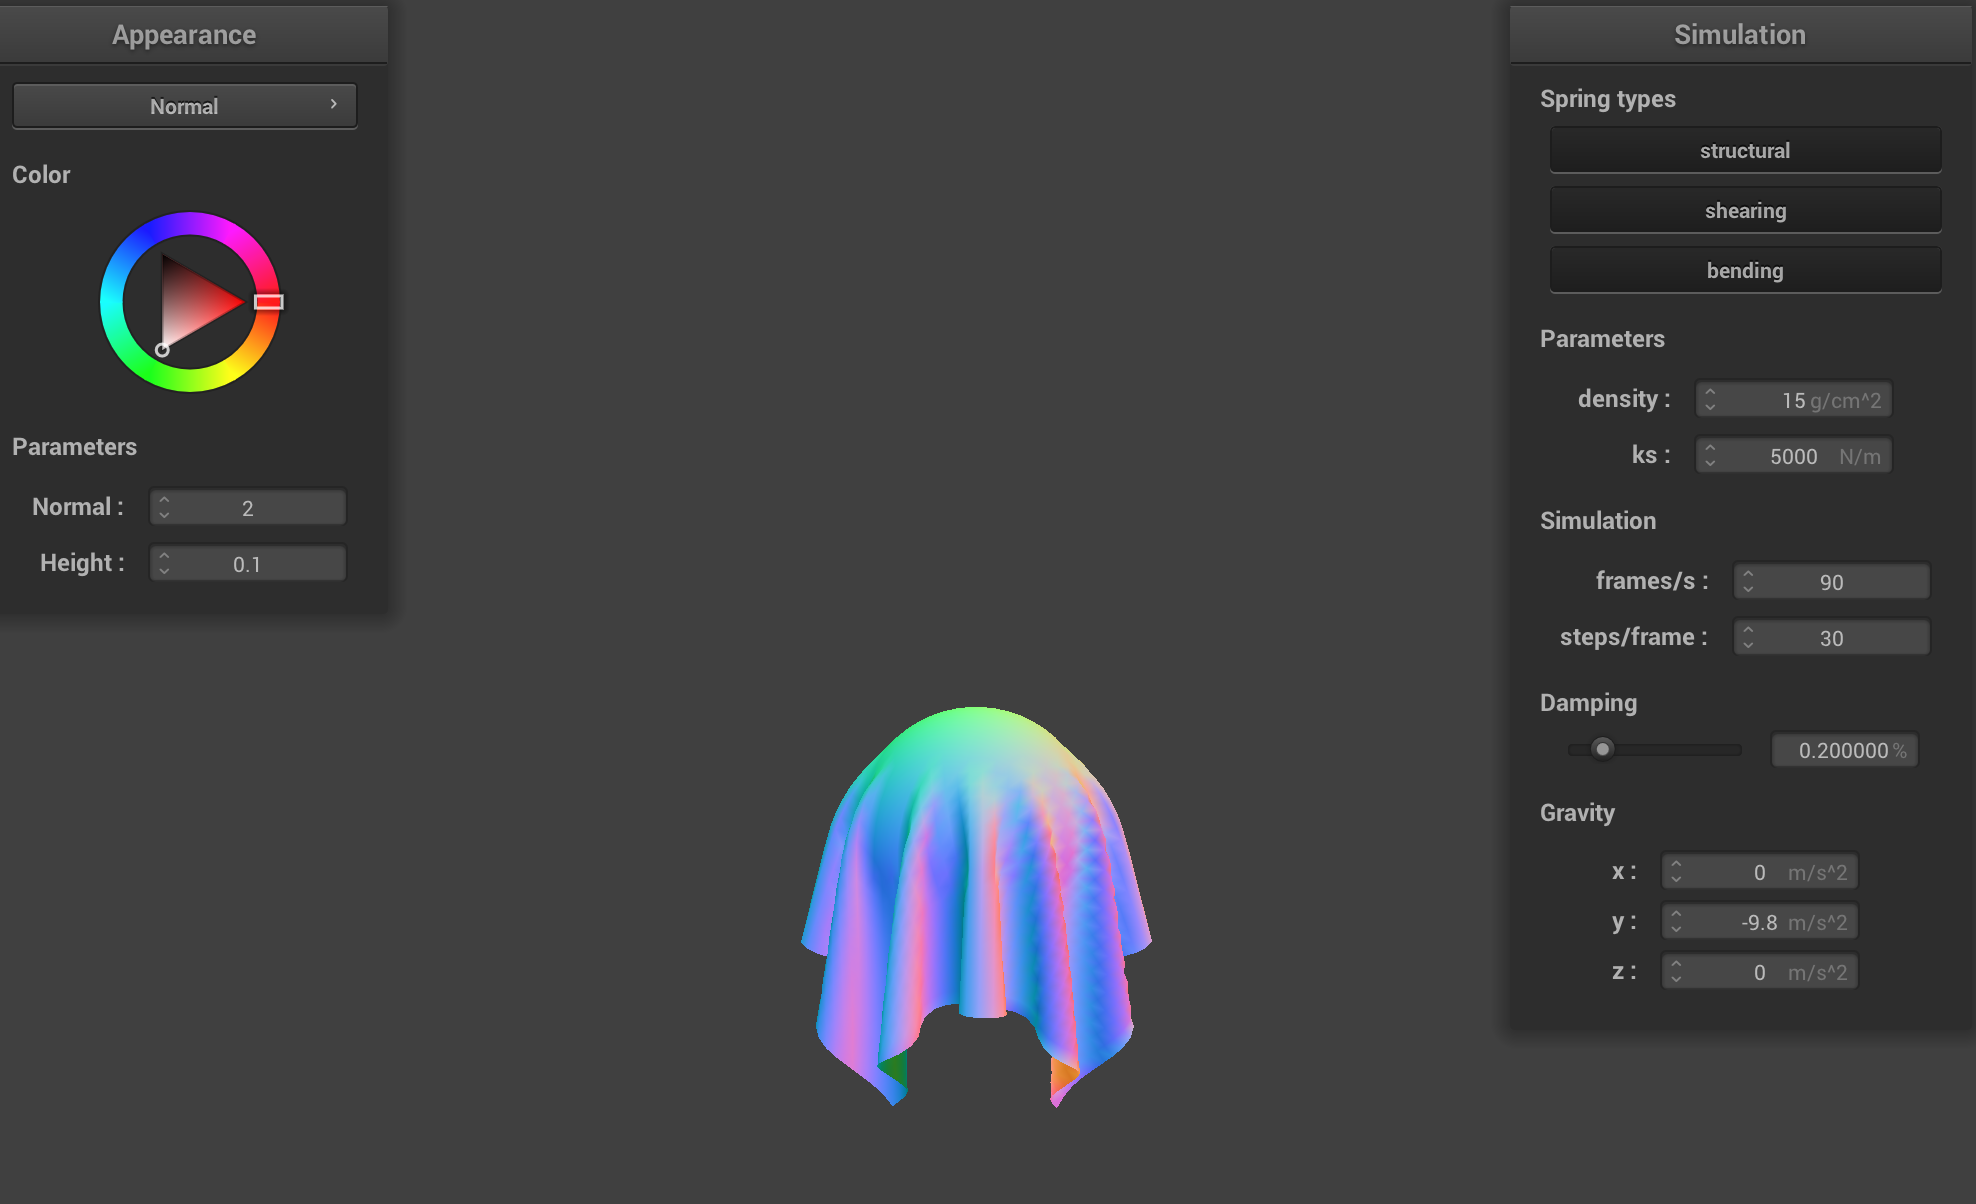 Appearance
Normal
Color
Parameters
Normal :
2
Height :
0.1
Simulation
Spring types
structural
shearing
bending
Parameters
density :
15 g/cm^2
ks :
5000 N/m
Simulation
frames/s :
90
steps/frame :
30
Damping
0.200000 %
Gravity
x :
0 m/s^2
y :
-9.8 m/s^2
z :
0 m/s^2